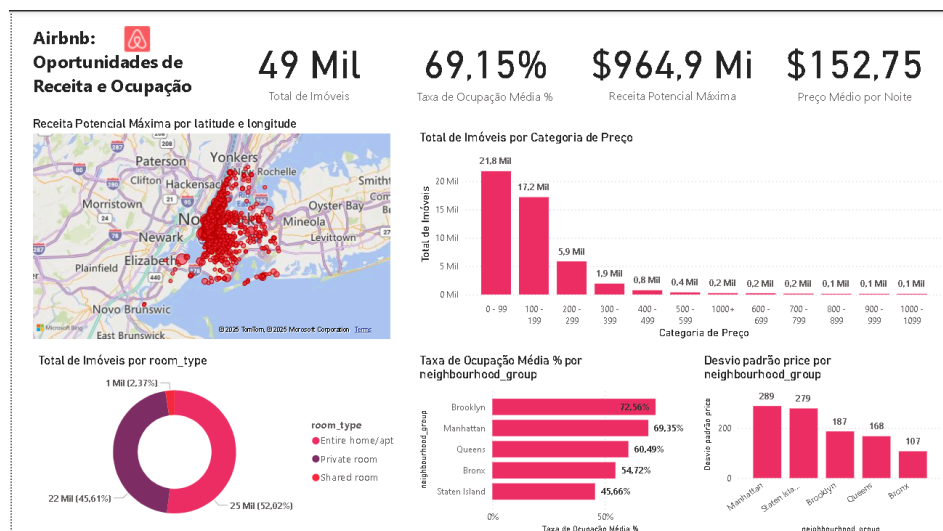 Airbnb:
Oportunidades de
Receita e Ocupação
49 Mil
Total de Imóveis
69,15%
Taxa de Ocupação Média %
$964,9 Mi
Receita Potencial Máxima
$152,75
Preço Médio por Noite
Receita Potencial Máxima por latitude e longitude
Paterson
Yonkers
Clifton
Hackensac
Rochelle
Smith
Morristown
Oyster Bay
Mineola
Levittown
Newark
Elizabeth
Plainfield
Novo Brunswic
East Brunswick
Microsoft Bing
© 2025 TomTom, © 2025 Microsoft Corporation Terms
Total de Imóveis por Categoria de Preço
Total de Imóveis
20 Mil
15 Mil
10 Mil
5 Mil
0 Mil
21,8 Mil
17,2 Mil
5,9 Mil
1,9 Mil
0,8 Mil
0,4 Mil
0,2 Mil
0,2 Mil
0,2 Mil
0,1 Mil
0,1 Mil
0,1 Mil
0 - 99
100 - 199
200 - 299
300 - 399
400 - 499
500 - 599
1000+
600 - 699
700 - 799
800 - 899
900 - 999
1000 - 1099
Categoria de Preço
Total de Imóveis por room_type
1 Mil (2,37%)
22 Mil (45,61%)
25 Mil (52,02%)
room_type
Entire home/apt
Private room
Shared room
Taxa de Ocupação Média % por
neighbourhood_group
neighbourhood_group
Brooklyn
72,56%
Manhattan
69,35%
Queens
60,49%
Bronx
54,72%
Staten Island
45,66%
0%
50%
Taxa de Ocupação Média %
Desvio padrão price por
neighbourhood_group
Desvio padrão price
200
0
289
279
187
168
107
Manhattan
Staten Isla...
Brooklyn
Queens
Bronx
neighbourhood_group